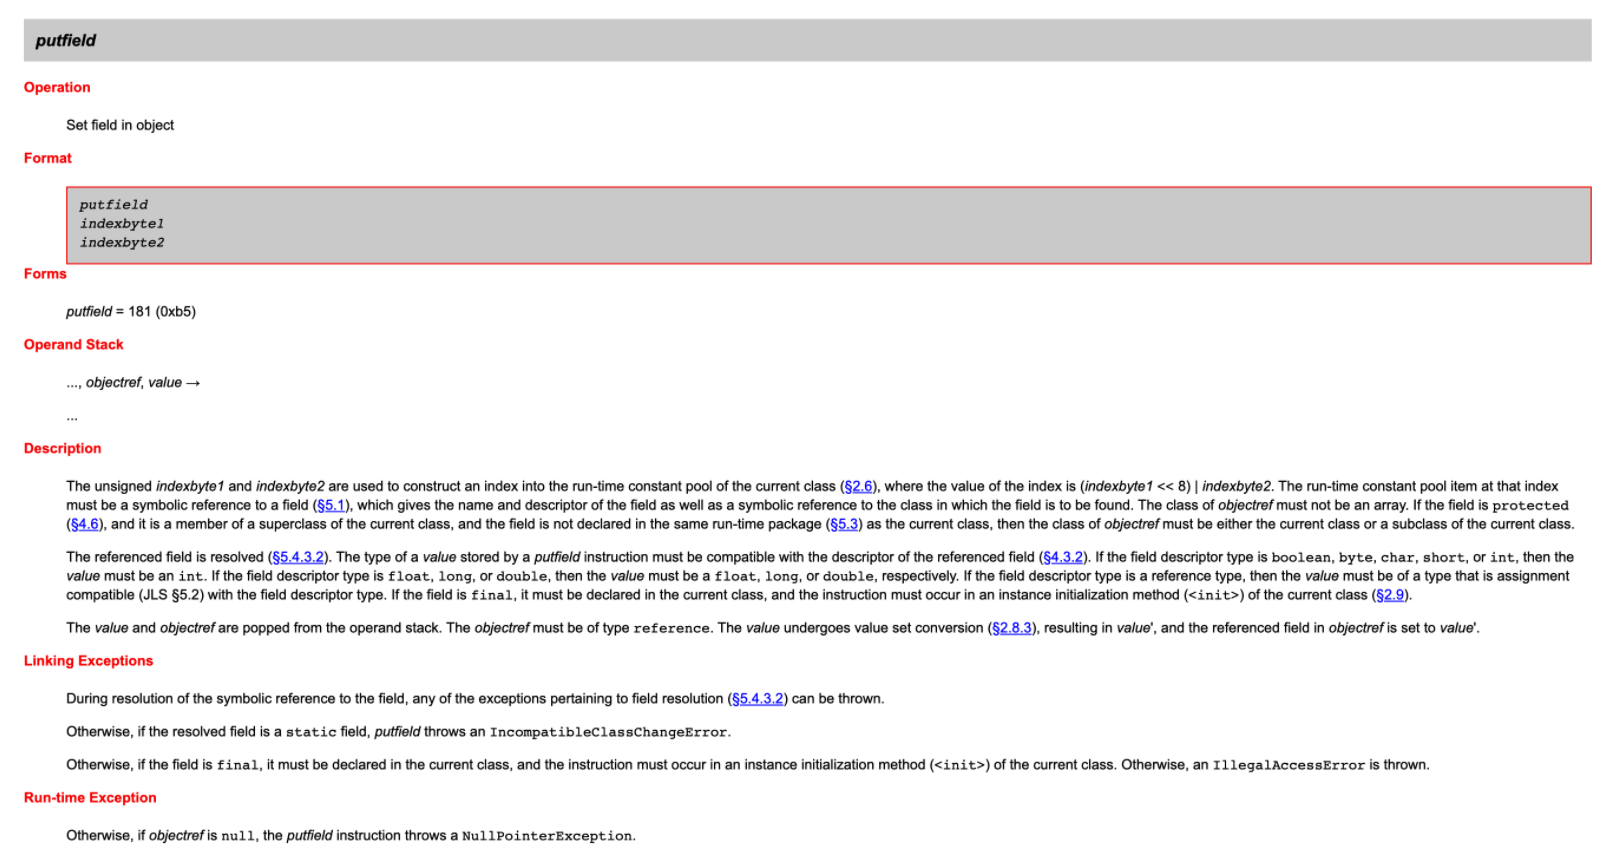 putfield
Operation
Set field in object
Format
putfield
indexbyte1
indexbyte2
Forms
putfield = 181 (0xb5)
Operand Stack
..., objectref, value →
...
Description
The unsigned indexbyte1 and indexbyte2 are used to construct an index into the run-time constant pool of the current class (§2.6), where the value of the index is (indexbyte1 << 8) | indexbyte2. The run-time constant pool item at that index
must be a symbolic reference to a field (§5.1), which gives the name and descriptor of the field as well as a symbolic reference to the class in which the field is to be found. The class of objectref must not be an array. If the field is protected
(§4.6), and it is a member of a superclass of the current class, and the field is not declared in the same run-time package (§5.3) as the current class, then the class of objectref must be either the current class or a subclass of the current class.
The referenced field is resolved (§5.4.3.2). The type of a value stored by a putfield instruction must be compatible with the descriptor of the referenced field (§4.3.2). If the field descriptor type is boolean, byte, char, short, or int, then the
value must be an int. If the field descriptor type is float, long, or double, then the value must be a float, long, or double, respectively. If the field descriptor type is a reference type, then the value must be of a type that is assignment
compatible (JLS §5.2) with the field descriptor type. If the field is final, it must be declared in the current class, and the instruction must occur in an instance initialization method (<init>) of the current class (§2.9).
The value and objectref are popped from the operand stack. The objectref must be of type reference. The value undergoes value set conversion (§2.8.3), resulting in value', and the referenced field in objectref is set to value'.
Linking Exceptions
During resolution of the symbolic reference to the field, any of the exceptions pertaining to field resolution (§5.4.3.2) can be thrown.
Otherwise, if the resolved field is a static field, putfield throws an IncompatibleClassChangeError.
Otherwise, if the field is final, it must be declared in the current class, and the instruction must occur in an instance initialization method (<init>) of the current class. Otherwise, an IllegalAccessError is thrown.
Run-time Exception
Otherwise, if objectref is null, the putfield instruction throws a NullPointerException.